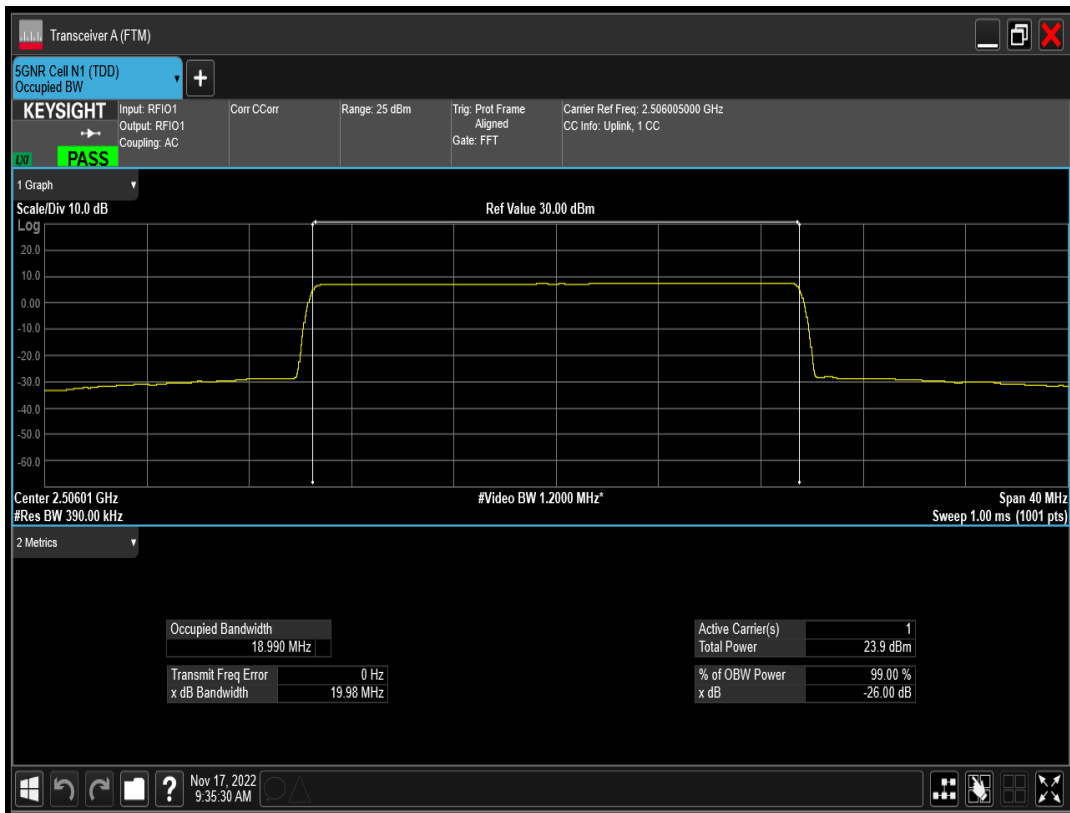 Transceiver A (FTM)
5GNR Cell N1 (TDD)
Occupied BW
+
KEYSIGHT
LXI
PASS
Input: RFIO1
Output: RFIO1
Coupling: AC
Corr CCorr
Range: 25 dBm
Trig: Prot Frame
Aligned
Gate: FFT
Carrier Ref Freq: 2.506005000 GHz
CC Info: Uplink, 1 CC
1 Graph
Scale/Div 10.0 dB
Ref Value 30.00 dBm
Log
20.0
10.0
0.00
-10.0
-20.0
-30.0
-40.0
-50.0
-60.0
Center 2.50601 GHz
#Video BW 1.2000 MHz*
Span 40 MHz
#Res BW 390.00 kHz
Sweep 1.00 ms (1001 pts)
2 Metrics
Occupied Bandwidth
18.990 MHz
Transmit Freq Error 0 Hz
x dB Bandwidth 19.98 MHz
Active Carrier(s) 1
Total Power 23.9 dBm
% of OBW Power 99.00 %
x dB -26.00 dB
?
Nov 17, 2022
9:35:30 AM